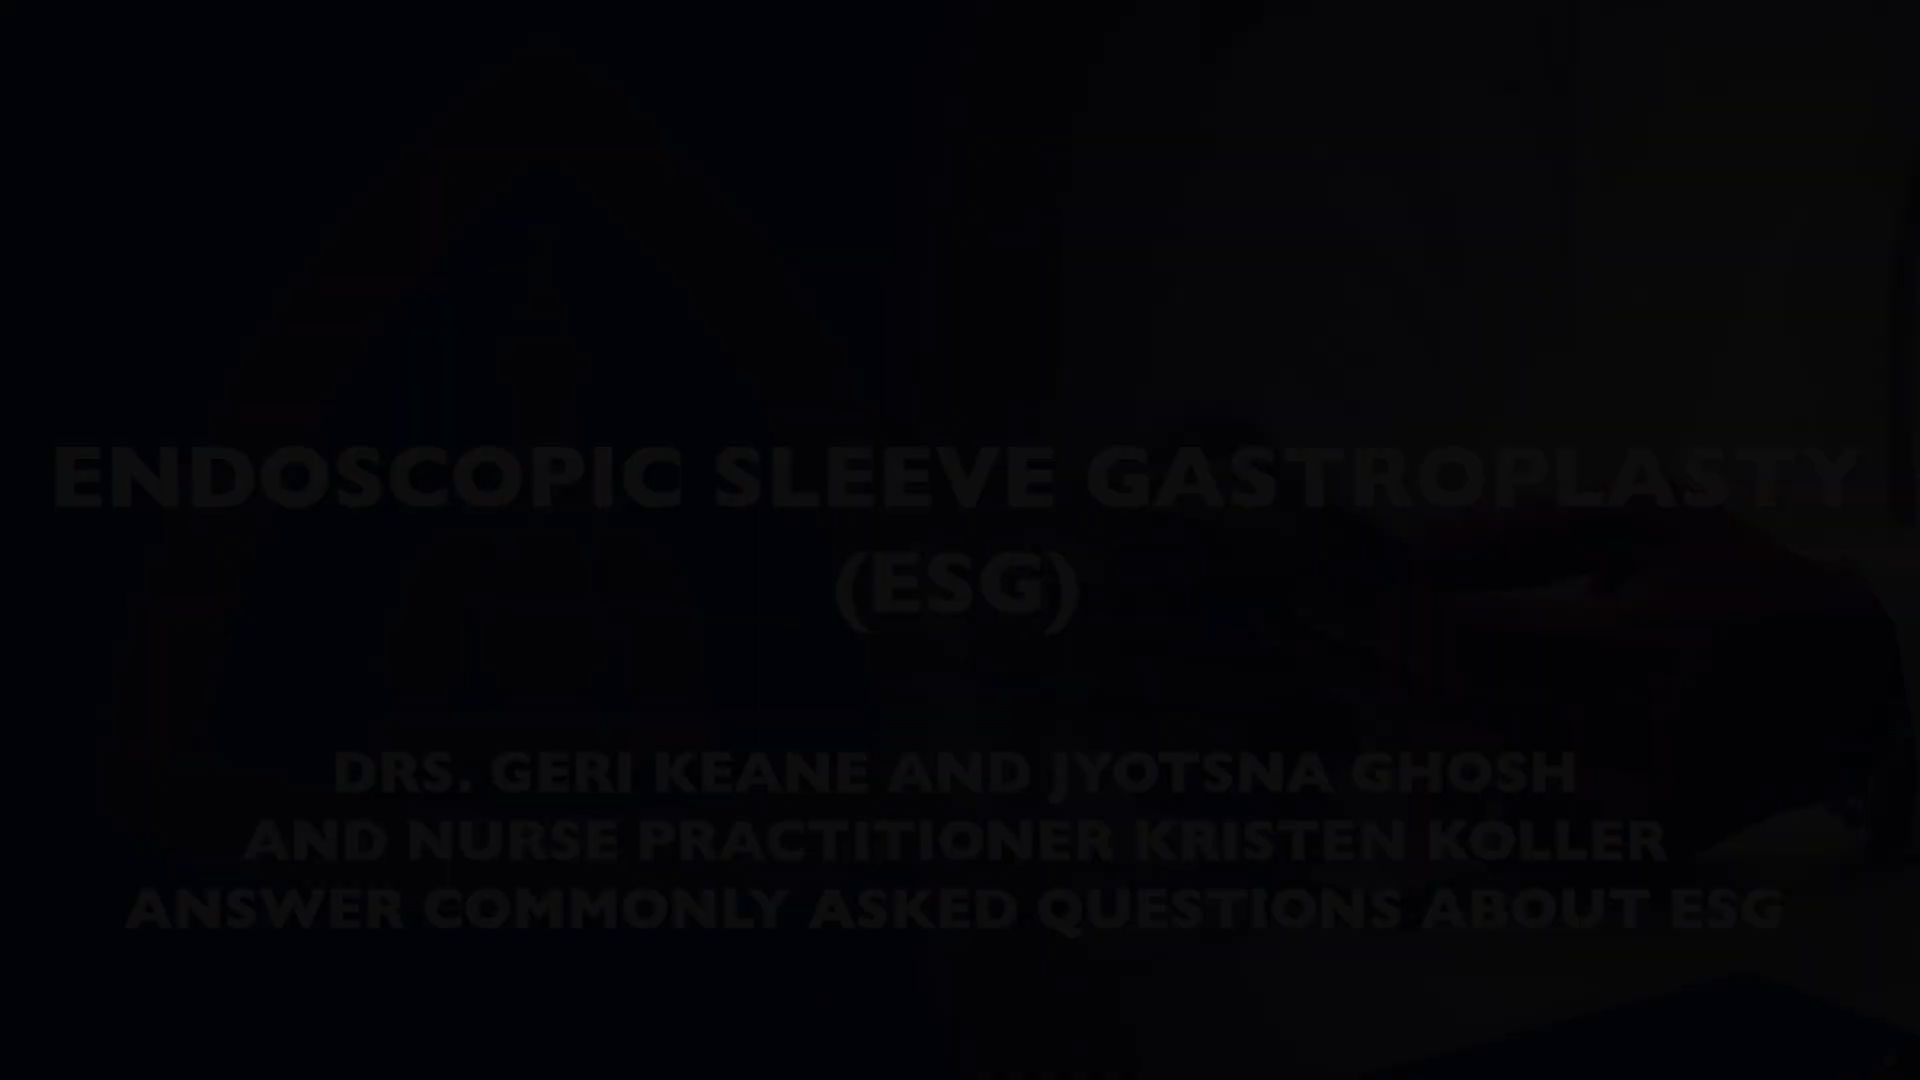 ENDOSCOPIC SLEEVE GASTROPLASTY
(ESG)
DRS. GERI KEANE AND JYOTSNA GHOSH
AND NURSE PRACTITIONER KRISTEN KOLLER
ANSWER COMMONLY ASKED QUESTIONS ABOUT ESG